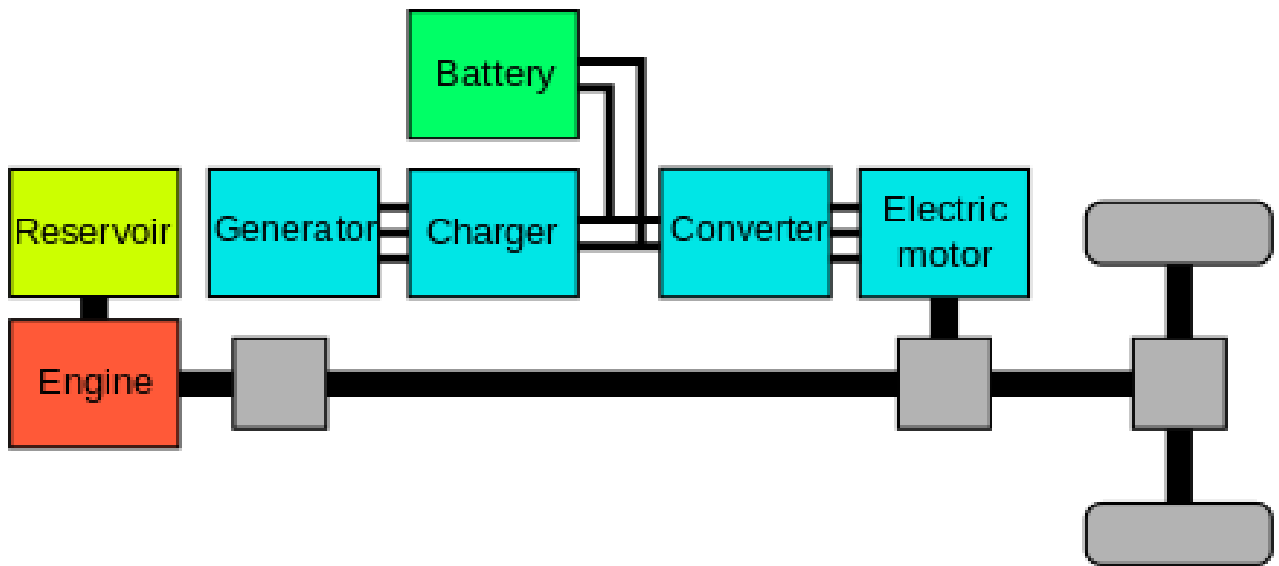 Battery
Reservoir
Generator
Charger
Converter
Electric
motor
Engine